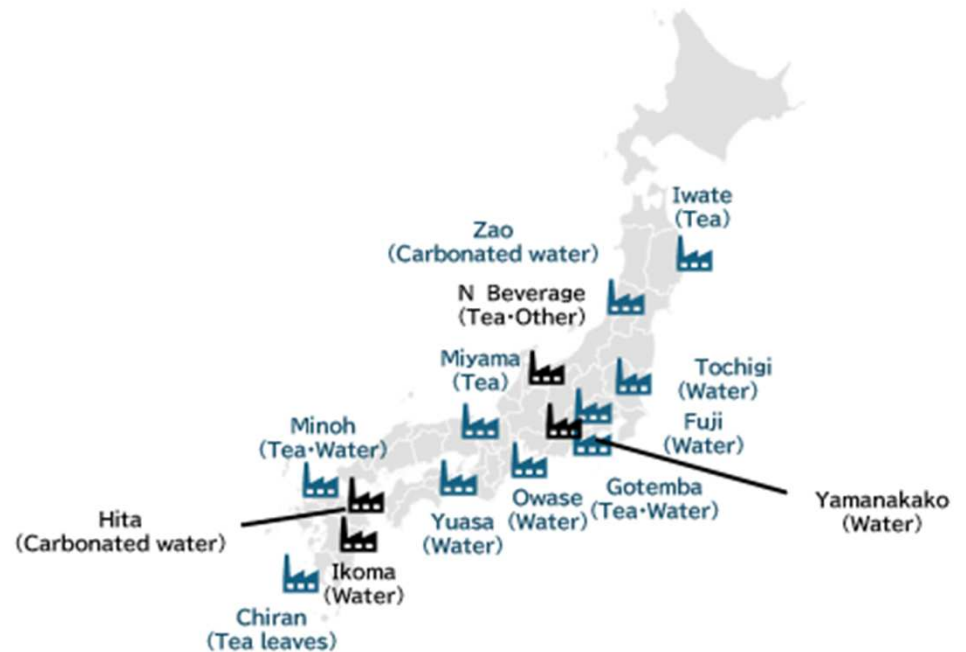 Iwate
(Tea)
Zao
(Carbonated water)
N Beverage
(Tea･Other)
Miyama
(Tea)
Tochigi
(Water)
Fuji
(Water)
Minoh
(Tea･Water)
Gotemba
(Tea･Water)
Owase
(Water)
Yuasa
(Water)
Yamanakako
(Water)
Hita
(Carbonated water)
Ikoma
(Water)
Chiran
(Tea leaves)